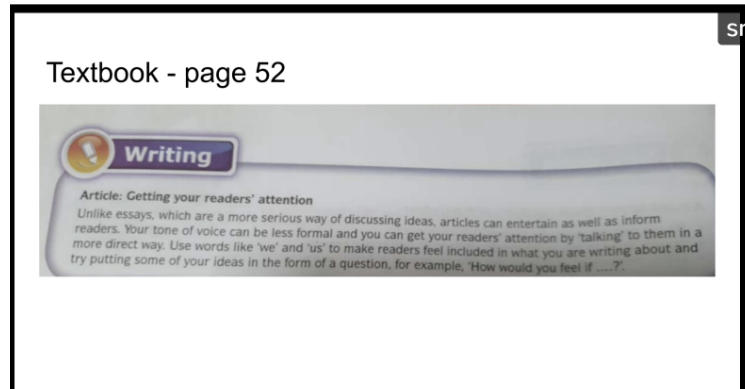 Textbook - page 52
Writing
Article: Getting your readers' attention
Unlike essays, which are a more serious way of discussing ideas, articles can entertain as well as inform
readers. Your tone of voice can be less formal and you can get your readers' attention by 'talking' to them in a
more direct way. Use words like 'we' and 'us' to make readers feel included in what you are writing about and
try putting some of your ideas in the form of a question, for example, 'How would you feel if ....?'.